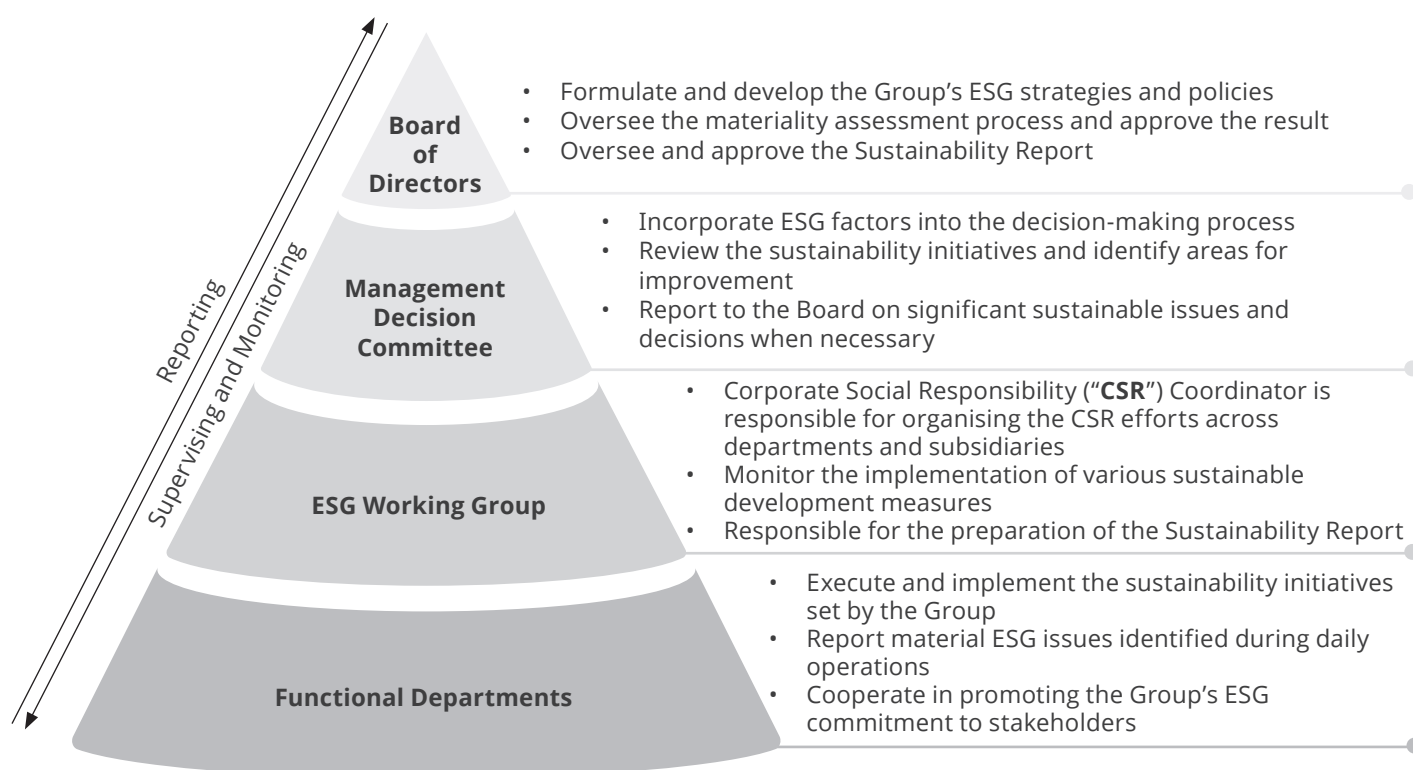 Reporting
Supervising and Monitoring
Board
of
Directors
• Formulate and develop the Group’s ESG strategies and policies
• Oversee the materiality assessment process and approve the result
• Oversee and approve the Sustainability Report
Management
Decision
Committee
• Incorporate ESG factors into the decision-making process
• Review the sustainability initiatives and identify areas for
improvement
• Report to the Board on significant sustainable issues and
decisions when necessary
ESG Working Group
• Corporate Social Responsibility (“CSR”) Coordinator is
responsible for organising the CSR efforts across
departments and subsidiaries
• Monitor the implementation of various sustainable
development measures
• Responsible for the preparation of the Sustainability Report
Functional Departments
• Execute and implement the sustainability initiatives
set by the Group
• Report material ESG issues identified during daily
operations
• Cooperate in promoting the Group’s ESG
commitment to stakeholders